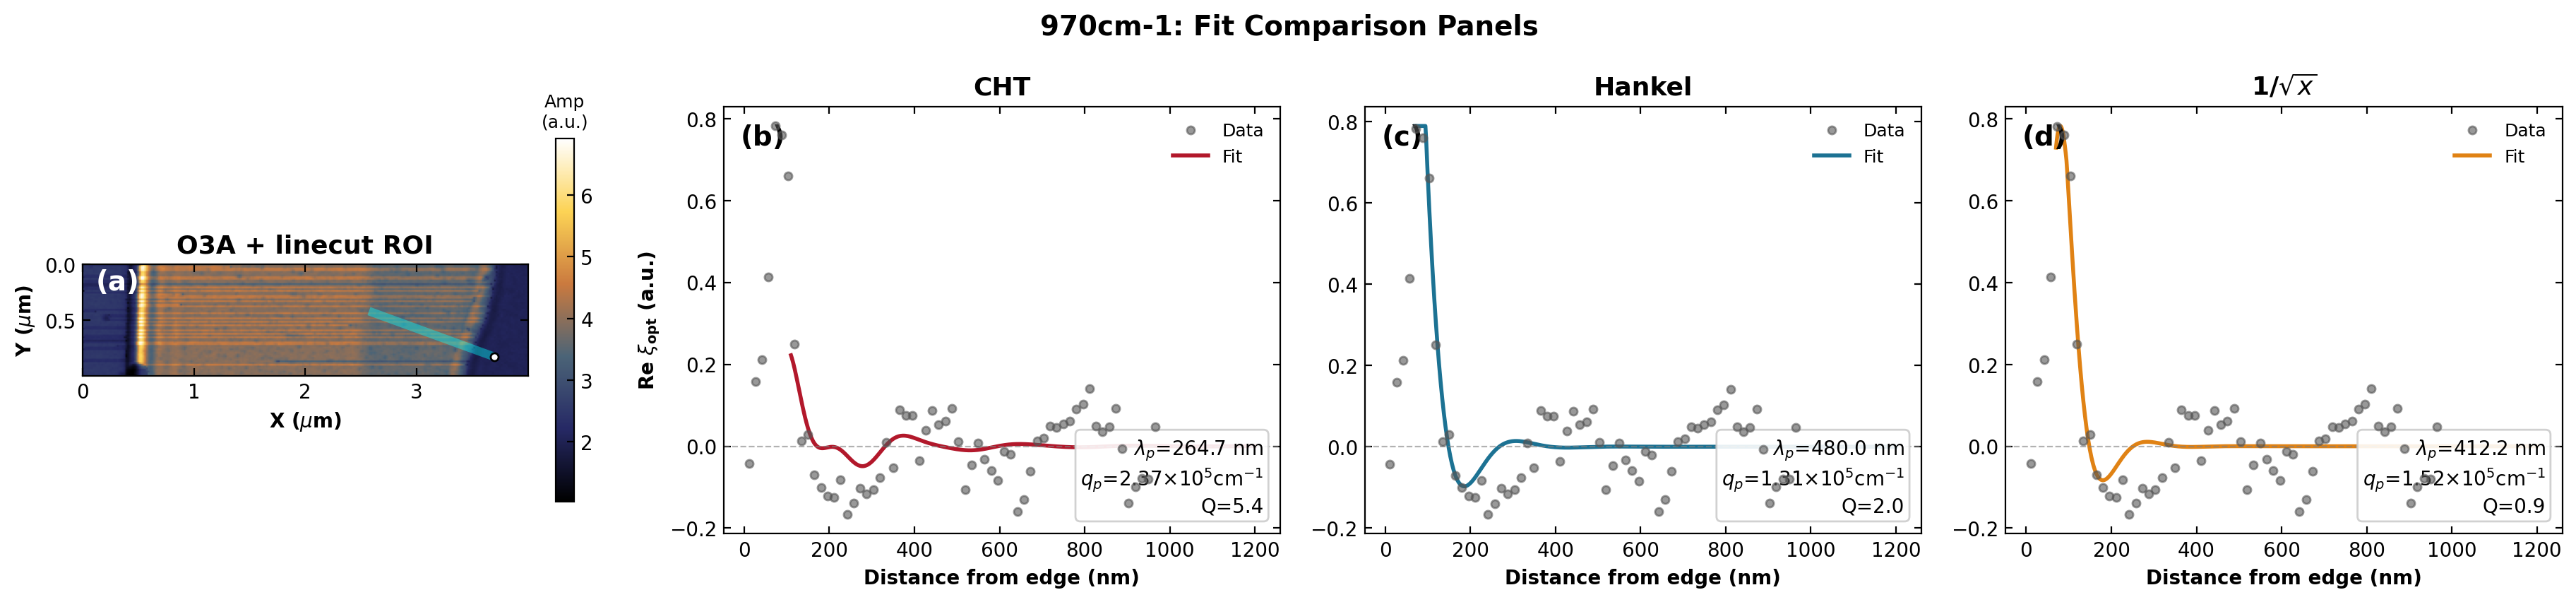 970cm-1: Fit Comparison Panels
O3A + linecut ROI
(a)
Amp
(a.u.)
6
5
4
3
2
0.0
0.5
Y (μm)
0
1
2
3
X (μm)
CHT
(b)
Data
Fit
0.8
0.6
0.4
0.2
0.0
−0.2
Re ξopt (a.u.)
λp=264.7 nm
qp=2.37×10⁵cm⁻¹
Q=5.4
0
200
400
600
800
1000
1200
Distance from edge (nm)
Hankel
(c)
Data
Fit
0.8
0.6
0.4
0.2
0.0
−0.2
λp=480.0 nm
qp=1.31×10⁵cm⁻¹
Q=2.0
0
200
400
600
800
1000
1200
Distance from edge (nm)
1/√x
(d)
Data
Fit
0.8
0.6
0.4
0.2
0.0
−0.2
λp=412.2 nm
qp=1.52×10⁵cm⁻¹
Q=0.9
0
200
400
600
800
1000
1200
Distance from edge (nm)